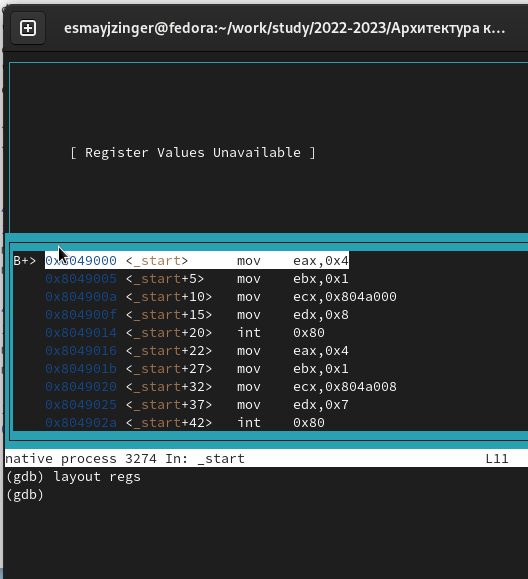 esmayjzinger@fedora:~/work/study/2022-2023/Архитектура к...
[ Register Values Unavailable ]
B+> 0x8049000 <_start> mov eax,0x4
0x8049005 <_start+5> mov ebx,0x1
0x804900a <_start+10> mov ecx,0x804a000
0x804900f <_start+15> mov edx,0x8
0x8049014 <_start+20> int 0x80
0x8049016 <_start+22> mov eax,0x4
0x804901b <_start+27> mov ebx,0x1
0x8049020 <_start+32> mov ecx,0x804a008
0x8049025 <_start+37> mov edx,0x7
0x804902a <_start+42> int 0x80
native process 3274 In: _start L11
(gdb) layout regs
(gdb)